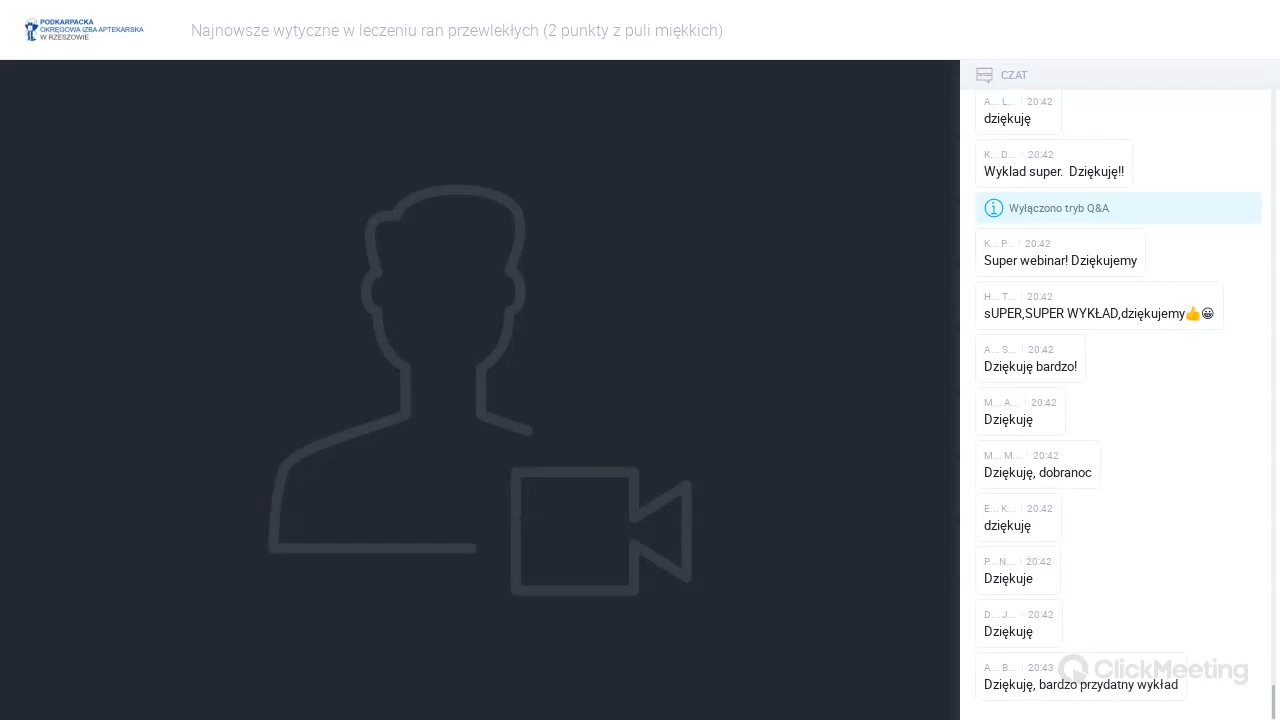 PODKARPACKA
OKRĘGOWA IZBA APTEKARSKA
W RZESZOWIE
Najnowsze wytyczne w leczeniu ran przewlekłych (2 punkty z puli miękkich)
CZAT
A... L... 20:42
dziękuję
K... D... 20:42
Wyklad super. Dziękuję!!
Wyłączono tryb Q&A
K... P... 20:42
Super webinar! Dziękujemy
H... T... 20:42
sUPER,SUPER WYKŁAD,dziękujemy👍😀
A... S... 20:42
Dziękuję bardzo!
M... A... 20:42
Dziękuję
M... M... 20:42
Dziękuję, dobranoc
E... K... 20:42
dziękuję
P... N... 20:42
Dziękuje
D... J... 20:42
Dziękuję
A... B... 20:43
ClickMeeting
Dziękuję, bardzo przydatny wykład